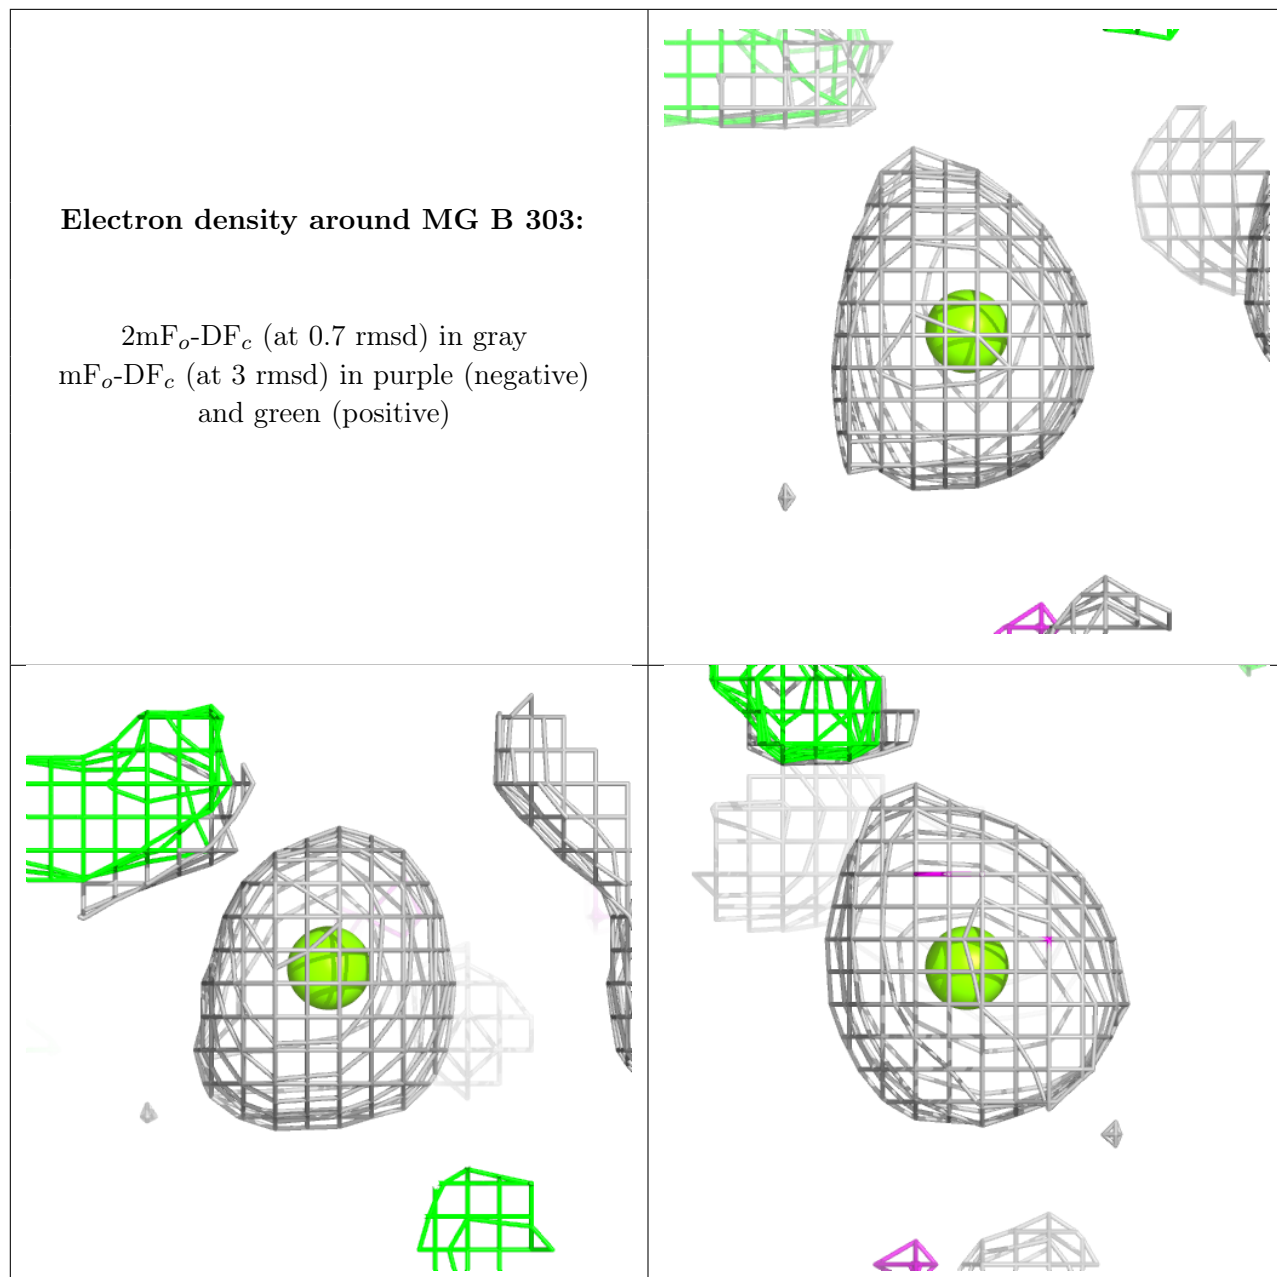 Electron density around MG B 303:
2mFₒ-DF𝒸 (at 0.7 rmsd) in gray
mFₒ-DF𝒸 (at 3 rmsd) in purple (negative)
and green (positive)